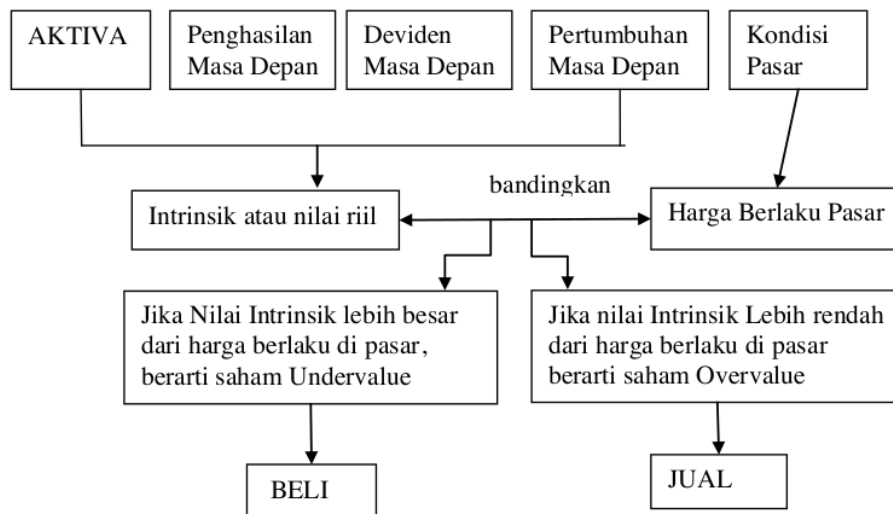 AKTIVA
Penghasilan
Masa Depan
Deviden
Masa Depan
Pertumbuhan
Masa Depan
Kondisi
Pasar
bandingkan
Intrinsik atau nilai riil
Harga Berlaku Pasar
Jika Nilai Intrinsik lebih besar
dari harga berlaku di pasar,
berarti saham Undervalue
Jika nilai Intrinsik Lebih rendah
dari harga berlaku di pasar
berarti saham Overvalue
BELI
JUAL